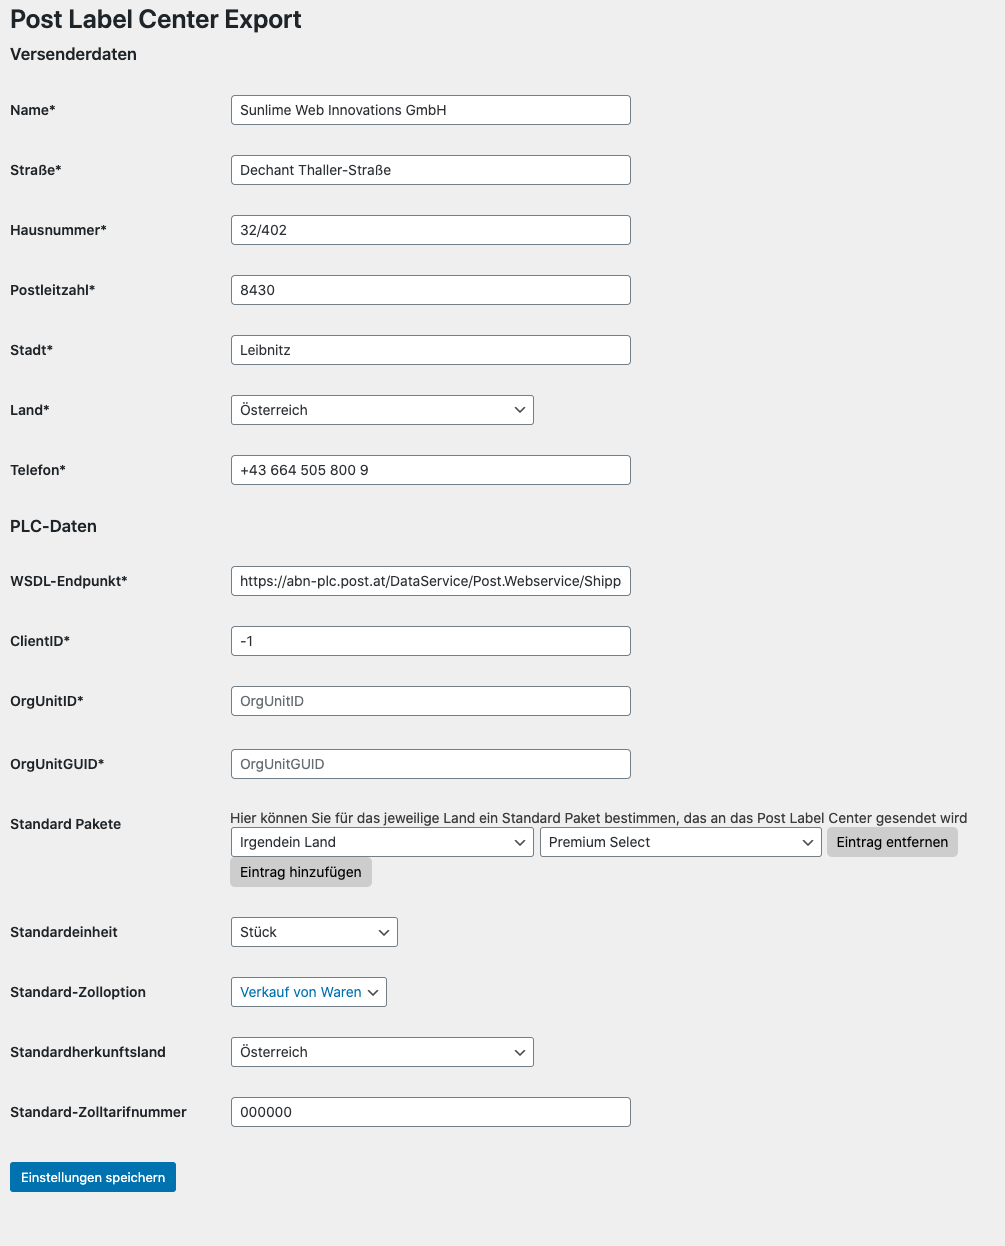 Post Label Center Export
Versenderdaten
Name* Sunlime Web Innovations GmbH
Straße* Dechant Thaller-Straße
Hausnummer* 32/402
Postleitzahl* 8430
Stadt* Leibnitz
Land* Österreich
Telefon* +43 664 505 800 9
PLC-Daten
WSDL-Endpunkt* https://abn-plc.post.at/DataService/Post.Webservice/Shipp
ClientID* -1
OrgUnitID* OrgUnitID
OrgUnitGUID* OrgUnitGUID
Standard Pakete Hier können Sie für das jeweilige Land ein Standard Paket bestimmen, das an das Post Label Center gesendet wird
Irgendein Land Premium Select Eintrag entfernen
Eintrag hinzufügen
Standardeinheit Stück
Standard-Zolloption Verkauf von Waren
Standardherkunftsland Österreich
Standard-Zolltarifnummer 000000
Einstellungen speichern